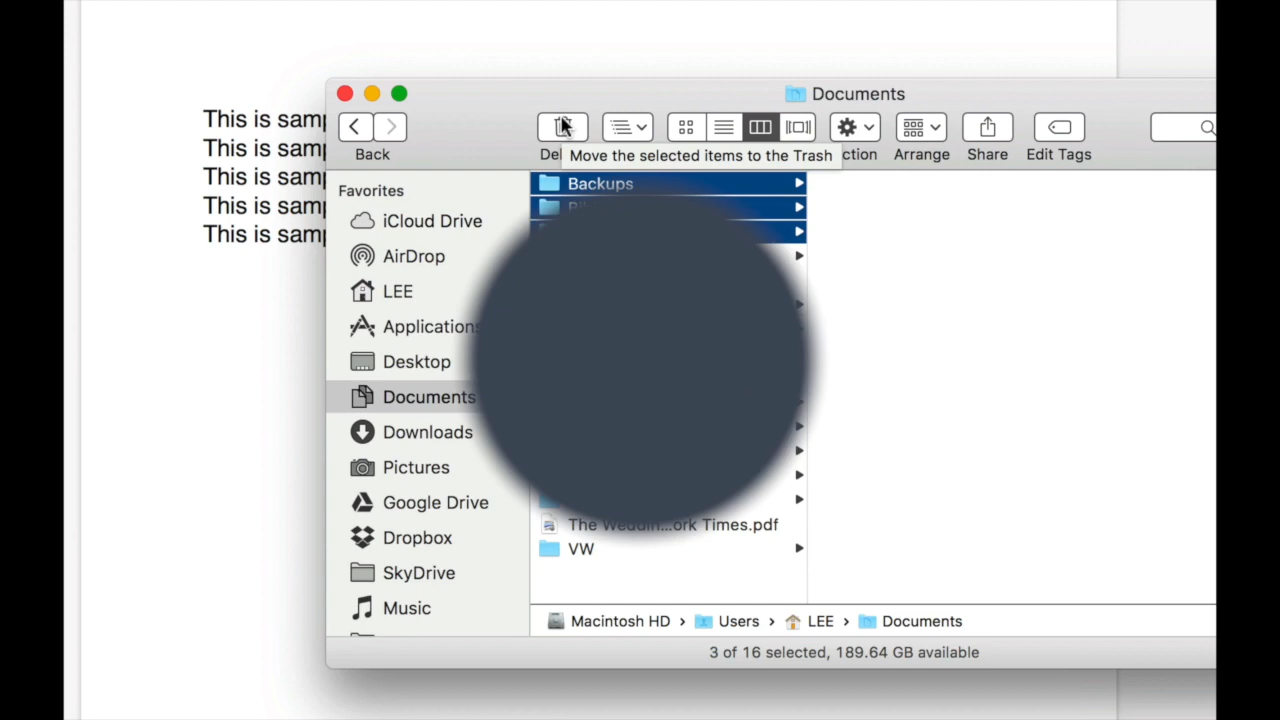 Documents
This is samp
This is samp
This is samp
This is samp
This is samp
Back
Del
Move the selected items to the Trash
ction
Arrange
Share
Edit Tags
Favorites
iCloud Drive
AirDrop
LEE
Applications
Desktop
Documents
Downloads
Pictures
Google Drive
Dropbox
SkyDrive
Music
Backups
The Weddin...ork Times.pdf
VW
Macintosh HD › Users › LEE › Documents
3 of 16 selected, 189.64 GB available